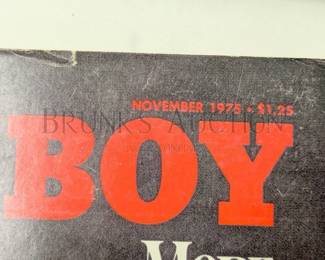 NOVEMBER 1975 • $1.25
BRUNK'S AUCTION
BOY